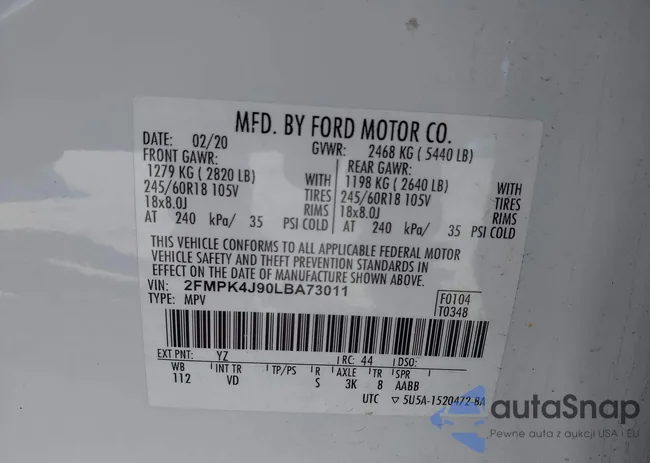 MFD. BY FORD MOTOR CO.
DATE: 02/20 GVWR: 2468 KG ( 5440 LB)
FRONT GAWR: REAR GAWR:
1279 KG ( 2820 LB) WITH 1198 KG ( 2640 LB) WITH
245/60R18 105V TIRES 245/60R18 105V TIRES
18x8.0J RIMS 18x8.0J RIMS
AT 240 kPa/ 35 PSI COLD AT 240 kPa/ 35 PSI COLD
THIS VEHICLE CONFORMS TO ALL APPLICABLE FEDERAL MOTOR
VEHICLE SAFETY AND THEFT PREVENTION STANDARDS IN
EFFECT ON THE DATE OF MANUFACTURE SHOWN ABOVE.
VIN: 2FMPK4J90LBA73011 F0104
TYPE: MPV T0348
EXT PNT: YZ RC: 44 DSO:
WB INT TR TP/PS R AXLE TR SPR
112 VD S 3K 8 AABB
UTC ▽ 5U5A-1520472-BA
autaSnap
Pewne auta z aukcji USA i EU